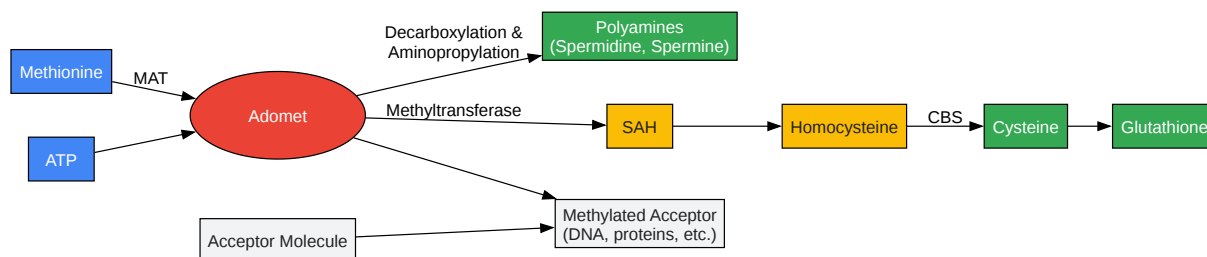 Methionine
ATP
MAT
Adomet
Decarboxylation &
Aminopropylation
Polyamines
(Spermidine, Spermine)
Methyltransferase
SAH
Homocysteine
CBS
Cysteine
Glutathione
Acceptor Molecule
Methylated Acceptor
(DNA, proteins, etc.)